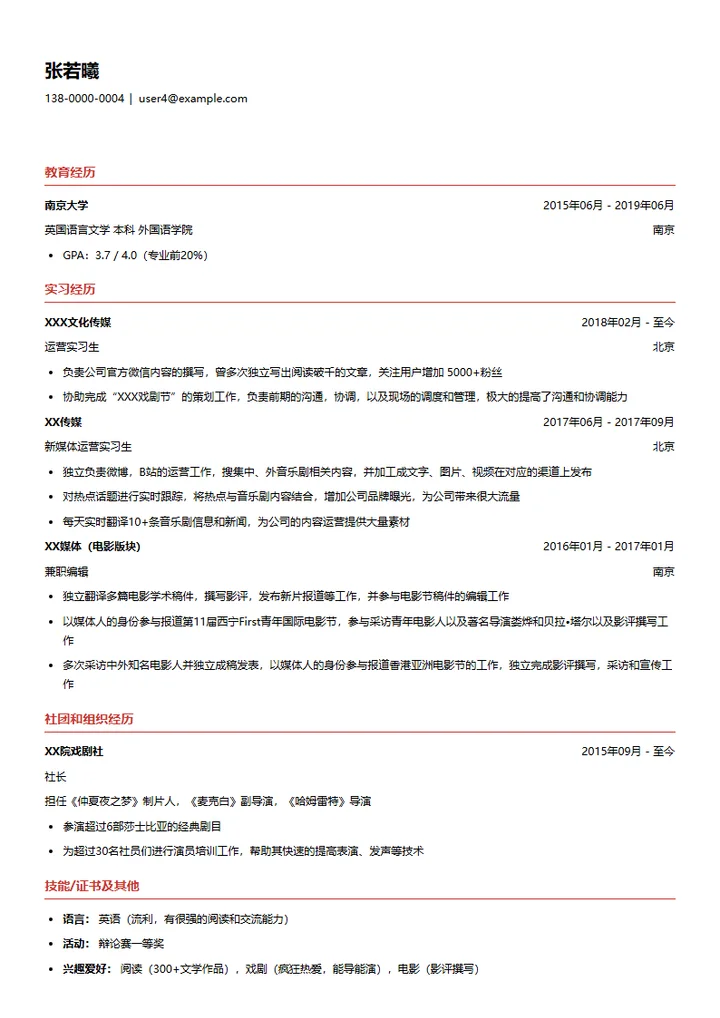 张若曦
138-0000-0004 | user4@example.com
教育经历
南京大学 2015年06月 - 2019年06月
英国语言文学 本科 外国语学院 南京
• GPA：3.7 / 4.0（专业前20%）
实习经历
XXX文化传媒 2018年02月 - 至今
运营实习生 北京
• 负责公司官方微信内容的撰写，曾多次独立写出阅读破千的文章，关注用户增加 5000+粉丝
• 协助完成“XXX戏剧节”的策划工作，负责前期的沟通，协调，以及现场的调度和管理，极大的提高了沟通和协调能力
XX传媒 2017年06月 - 2017年09月
新媒体运营实习生 北京
• 独立负责微博，B站的运营工作，搜集中、外音乐剧相关内容，并加工成文字、图片、视频在对应的渠道上发布
• 对热点话题进行实时跟踪，将热点与音乐剧内容结合，增加公司品牌曝光，为公司带来很大流量
• 每天实时翻译10+条音乐剧信息和新闻，为公司的内容运营提供大量素材
XX媒体（电影版块） 2016年01月 - 2017年01月
兼职编辑 南京
• 独立翻译多篇电影学术稿件，撰写影评，发布新片报道等工作，并参与电影节稿件的编辑工作
• 以媒体人的身份参与报道第11届西宁First青年国际电影节，参与采访青年电影人以及著名导演娄烨和贝拉•塔尔以及影评撰写工
作
• 多次采访中外知名电影人并独立成稿发表，以媒体人的身份参与报道香港亚洲电影节的工作，独立完成影评撰写，采访和宣传工
作
社团和组织经历
XX院戏剧社 2015年09月 - 至今
社长
担任《仲夏夜之梦》制片人，《麦克白》副导演，《哈姆雷特》导演
• 参演超过6部莎士比亚的经典剧目
• 为超过30名社员们进行演员培训工作，帮助其快速的提高表演、发声等技术
技能/证书及其他
• 语言： 英语（流利，有很强的阅读和交流能力）
• 活动： 辩论赛一等奖
• 兴趣爱好： 阅读（300+文学作品），戏剧（疯狂热爱，能导能演），电影（影评撰写）